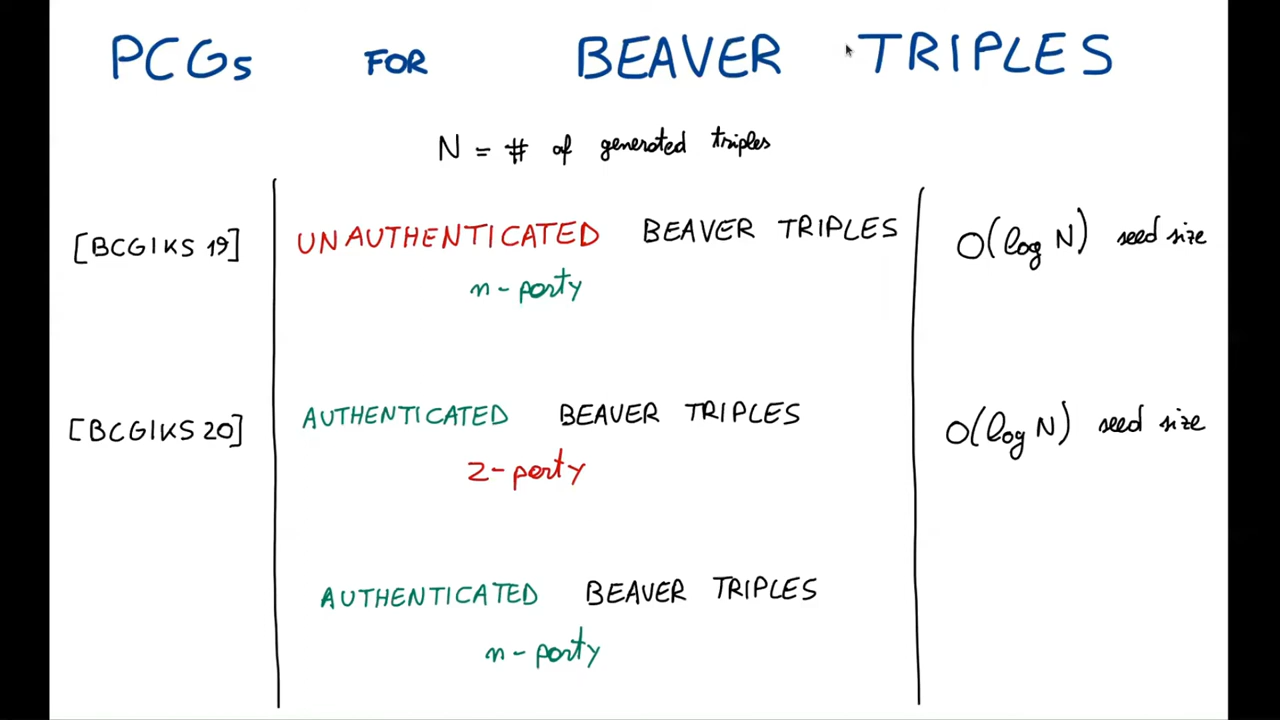 PCGs FOR BEAVER TRIPLES
N = # of generated triples
[BCGIKS 19] UNAUTHENTICATED BEAVER TRIPLES O(log N) seed size
n-party
[BCGIKS 20] AUTHENTICATED BEAVER TRIPLES O(log N) seed size
2-party
AUTHENTICATED BEAVER TRIPLES
n-party